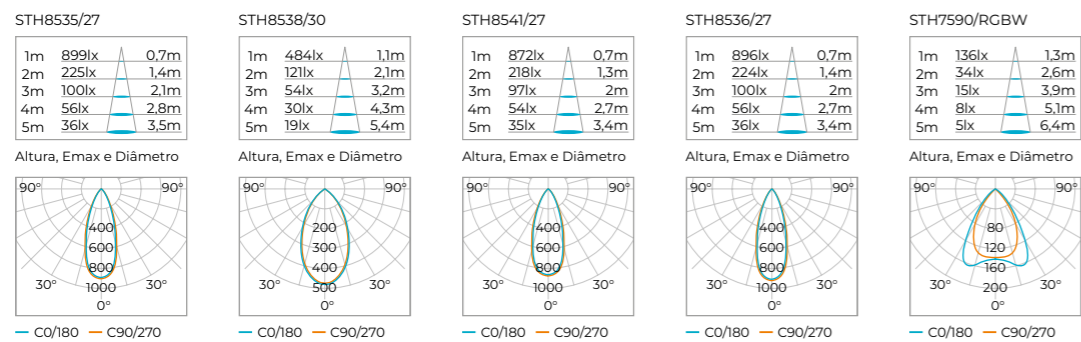 STH8535/27
1m 899lx 0,7m
2m 225lx 1,4m
3m 100lx 2,1m
4m 56lx 2,8m
5m 36lx 3,5m
Altura, Emax e Diâmetro
90° 90°
400
600
800
30° 1000 30°
0°
C0/180 C90/270
STH8538/30
1m 484lx 1,1m
2m 121lx 2,1m
3m 54lx 3,2m
4m 30lx 4,3m
5m 19lx 5,4m
Altura, Emax e Diâmetro
90° 90°
200
300
400
30° 500 30°
0°
C0/180 C90/270
STH8541/27
1m 872lx 0,7m
2m 218lx 1,3m
3m 97lx 2m
4m 54lx 2,7m
5m 35lx 3,4m
Altura, Emax e Diâmetro
90° 90°
400
600
800
30° 1000 30°
0°
C0/180 C90/270
STH8536/27
1m 896lx 0,7m
2m 224lx 1,4m
3m 100lx 2m
4m 56lx 2,7m
5m 36lx 3,4m
Altura, Emax e Diâmetro
90° 90°
400
600
800
30° 1000 30°
0°
C0/180 C90/270
STH7590/RGBW
1m 136lx 1,3m
2m 34lx 2,6m
3m 15lx 3,9m
4m 8lx 5,1m
5m 5lx 6,4m
Altura, Emax e Diâmetro
90° 90°
80
120
160
30° 200 30°
0°
C0/180 C90/270